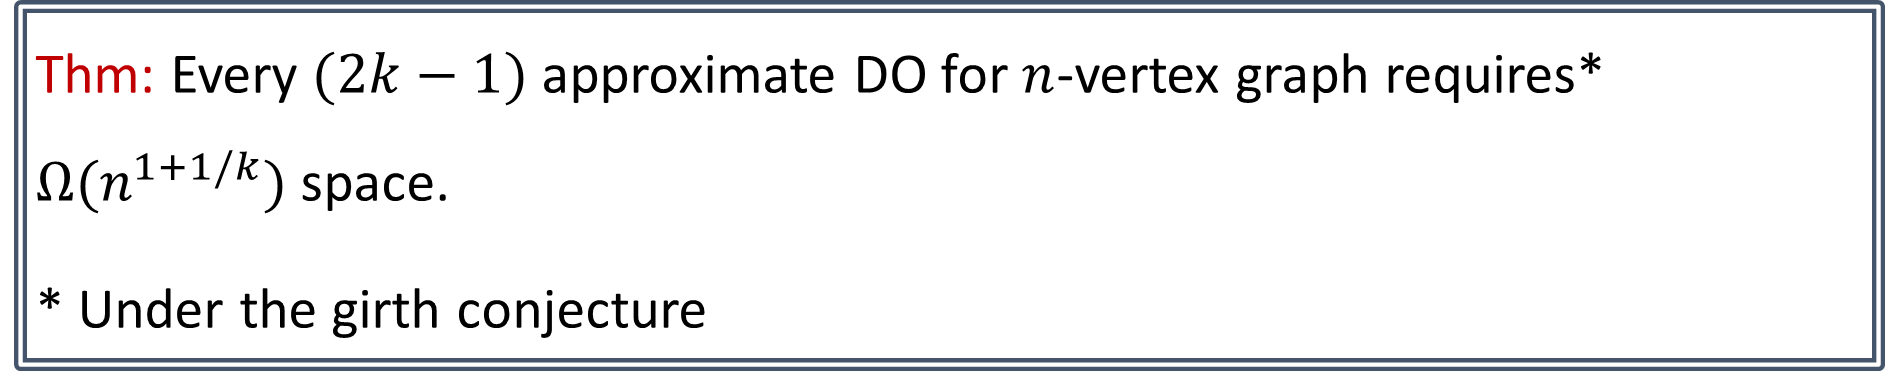 Thm: Every (2𝑘 − 1) approximate DO for 𝑛-vertex graph requires*
Ω(𝑛^{1+1/𝑘}) space.
* Under the girth conjecture